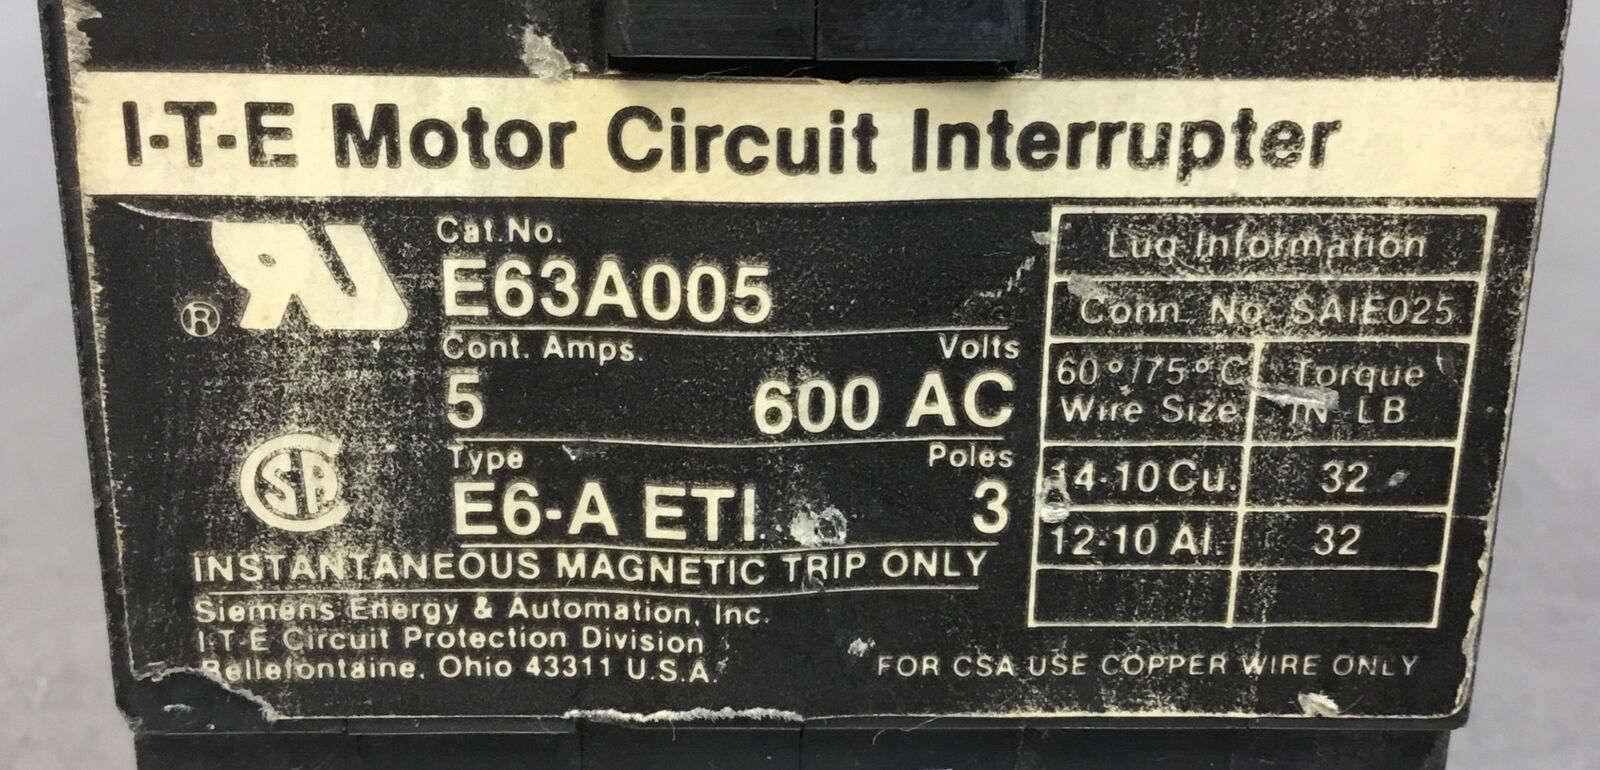 I-T-E Motor Circuit Interrupter
Cat.No.
E63A005
Cont. Amps. Volts
5 600 AC
Type Poles
E6-A ETI 3
INSTANTANEOUS MAGNETIC TRIP ONLY
Siemens Energy & Automation, Inc.
I-T-E Circuit Protection Division
Bellefontaine, Ohio 43311 U.S.A.
®
CSA
Lug Information
Conn. No. SAIE025
60°/75°C Torque
Wire Size IN-LB
14-10 Cu. 32
12-10 Al. 32
FOR CSA USE COPPER WIRE ONLY